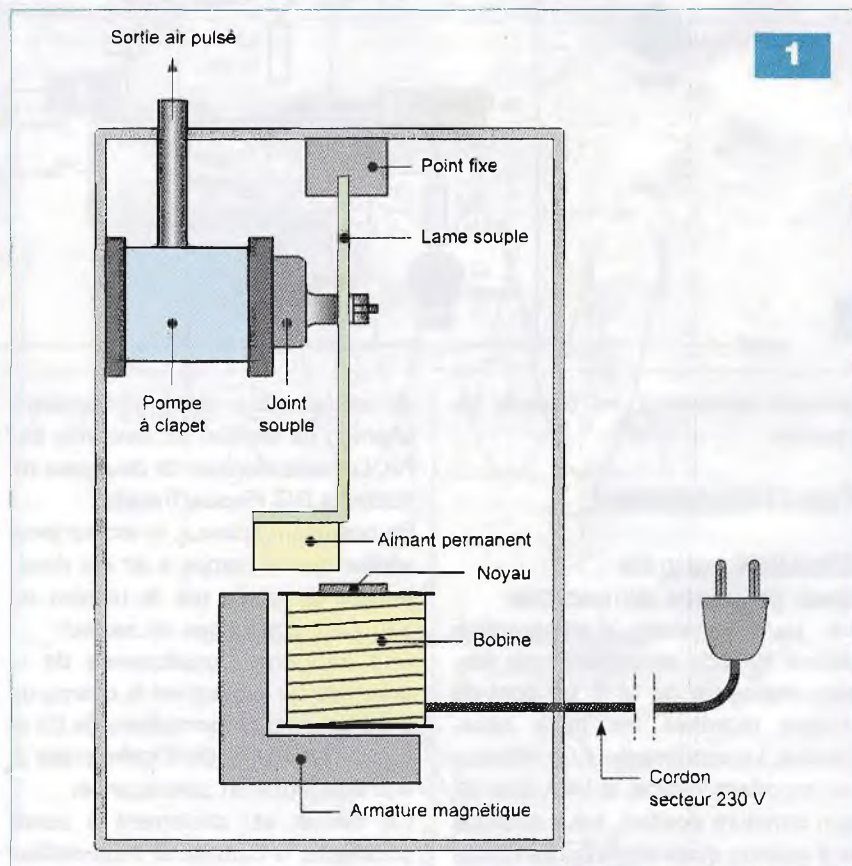 Sortie air pulsé
1
Point fixe
Lame souple
Pompe
à clapet
Joint
souple
Aimant permanent
Noyau
Bobine
Cordon
secteur 230 V
Armature magnétique